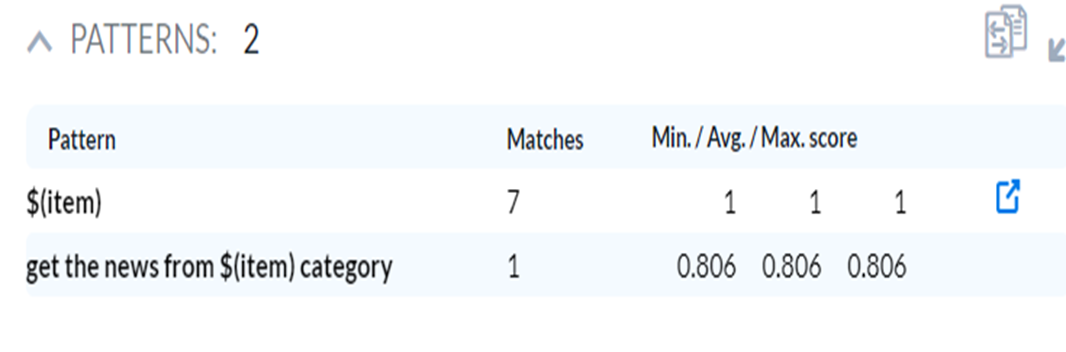 PATTERNS: 2
Pattern Matches Min. / Avg. / Max. score
$(item) 7 1 1 1
get the news from $(item) category 1 0.806 0.806 0.806